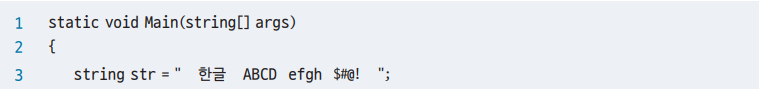 1 static void Main(string[] args)
2 {
3 string str = "  한글  ABCD efgh $#@!  ";